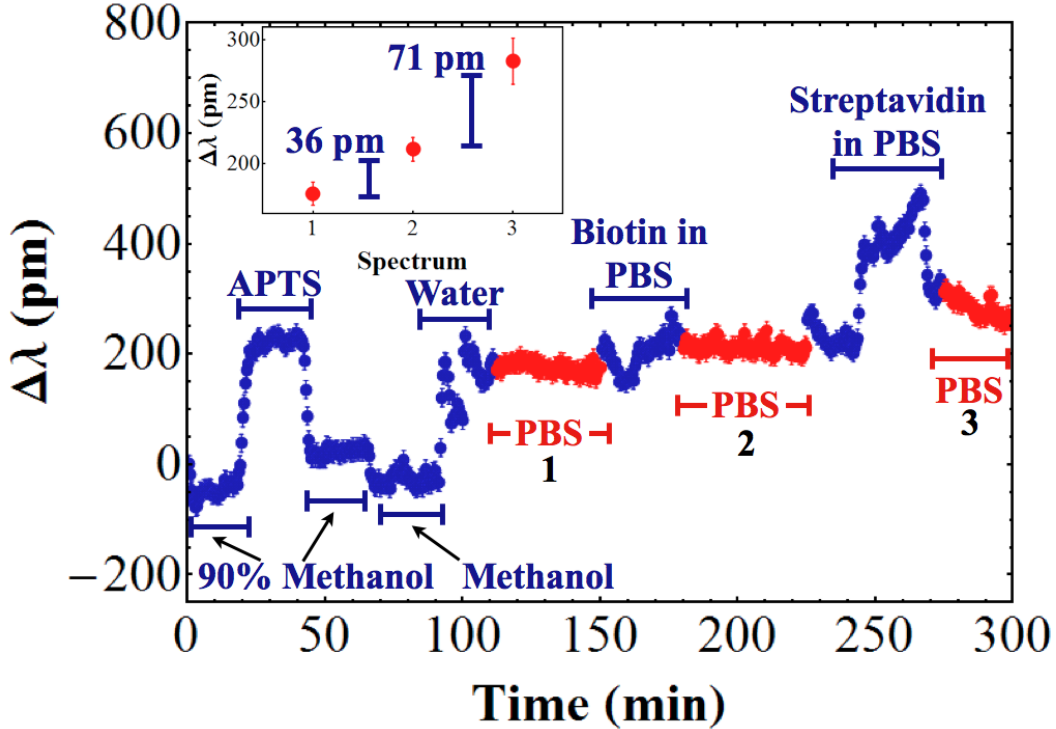 800
600
400
200
0
−200
Δλ (pm)
0
50
100
150
200
250
300
Time (min)
300
250
200
Δλ (pm)
1
2
3
Spectrum
36 pm
71 pm
Streptavidin
in PBS
Biotin in
PBS
APTS
Water
PBS
1
PBS
2
PBS
3
90% Methanol
Methanol